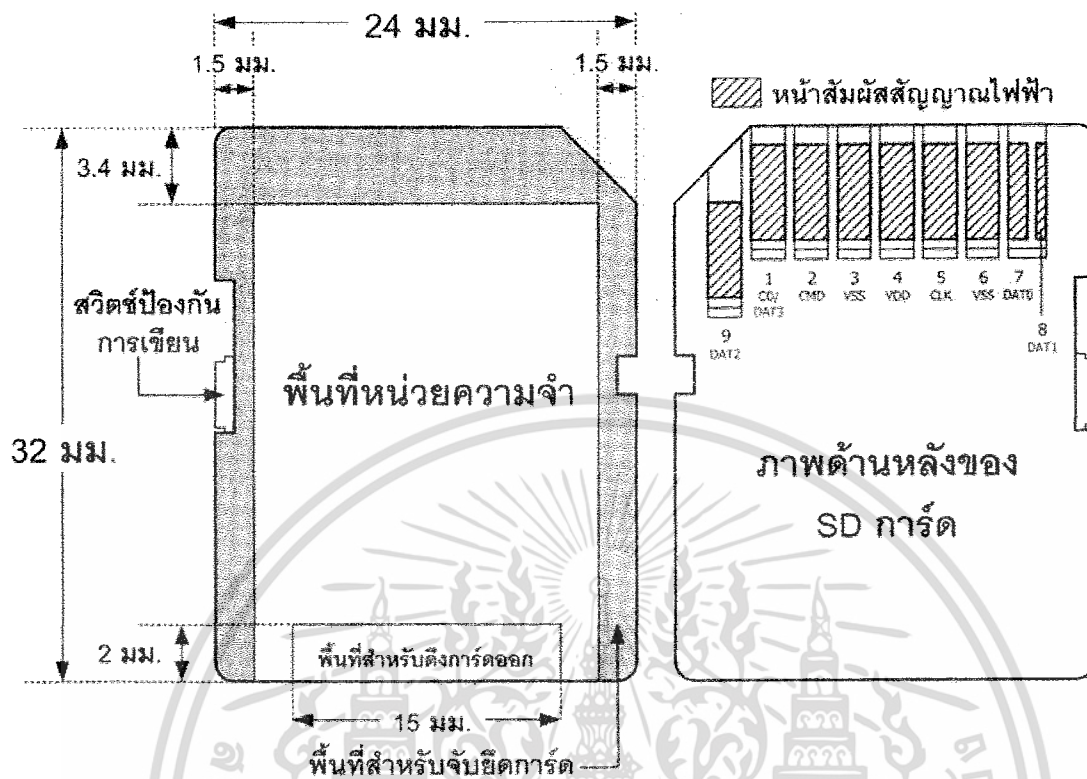 24 มม.
1.5 มม.
1.5 มม.
3.4 มม.
สวิตช์ป้องกัน
การเขียน
32 มม.
พื้นที่หน่วยความจำ
2 มม.
พื้นที่สำหรับดึงการ์ดออก
15 มม.
พื้นที่สำหรับจับยึดการ์ด
หน้าสัมผัสสัญญาณไฟฟ้า
1 2 3 4 5 6 7
CD/ CMD VSS VDD CLK VSS DAT0
DAT3
9
DAT2
8
DAT1
ภาพด้านหลังของ
SD การ์ด